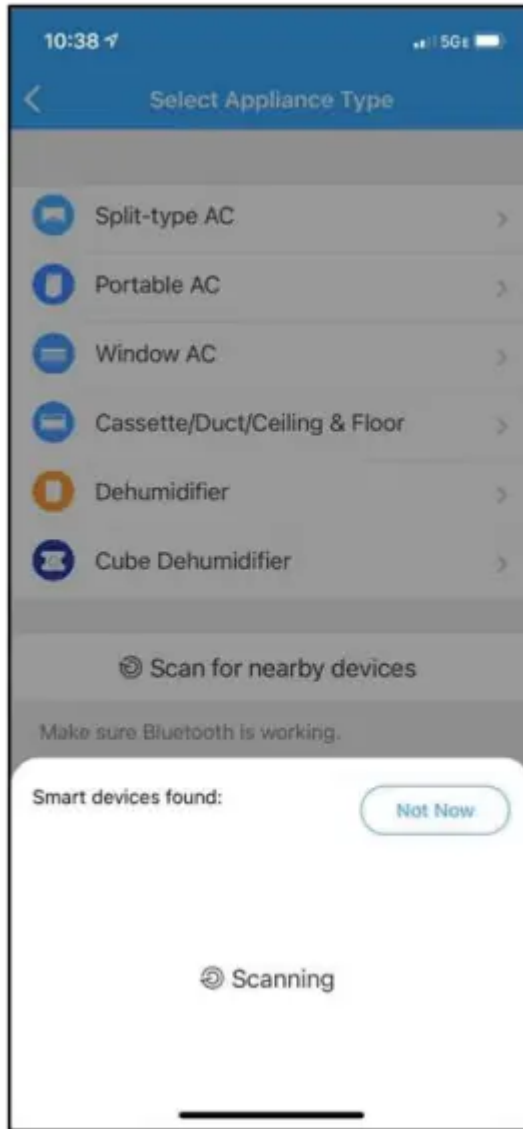 10:38
5GE
Select Appliance Type
Split-type AC
Portable AC
Window AC
Cassette/Duct/Ceiling & Floor
Dehumidifier
Cube Dehumidifier
Scan for nearby devices
Make sure Bluetooth is working.
Smart devices found:
Not Now
Scanning